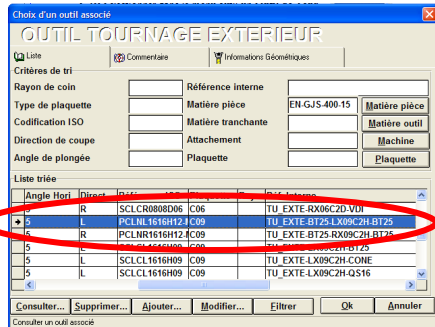 Choix d'un outil associé
OUTIL TOURNAGE EXTERIEUR
Liste
Commentaire
Informations Géométriques
Critères de tri
Rayon de coin
Référence interne
Type de plaquette
Matière pièce
EN-GJS-400-15
Matière pièce
Codification ISO
Matière tranchante
Matière outil
Direction de coupe
Attachement
Machine
Angle de plongée
Plaquette
Plaquette
Liste triée
Angle Hori Direct
R SCLCR0808D06 C06 TU_EXTE-RX06C2D-VDI
5 L PCLNL1616H12-M C09 TU_EXTE-BT25-LX09C2H-BT25
5 R PCLNR1616H12-M C09 TU_EXTE-BT25-RX09C2H-BT25
5 C09
5 L SCLCL1616H09 C09 TU_EXTE-LX09C2H-CONE
5 L SCLCL1616H09 C09 TU_EXTE-LX09C2H-QS16
Consulter... Supprimer... Ajouter... Modifier... Filtrer Ok Annuler
Consulter un outil associé